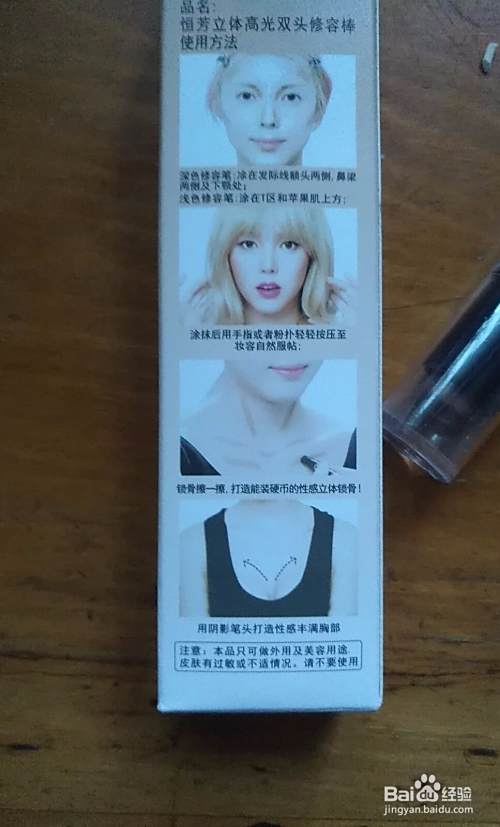 品名:
恒芳立体高光双头修容棒
使用方法
深色修容笔:涂在发际线额头两侧,鼻梁
两侧及下颚处;
浅色修容笔:涂在T区和苹果肌上方;
涂抹后用手指或者粉扑轻轻按压至
妆容自然服帖;
锁骨擦一擦,打造能装硬币的性感立体锁骨!
用阴影笔头打造性感丰满胸部
注意:本品只可做外用及美容用途.
皮肤有过敏或不适情况。请不要使用
Baidu经验
jingyan.baidu.com